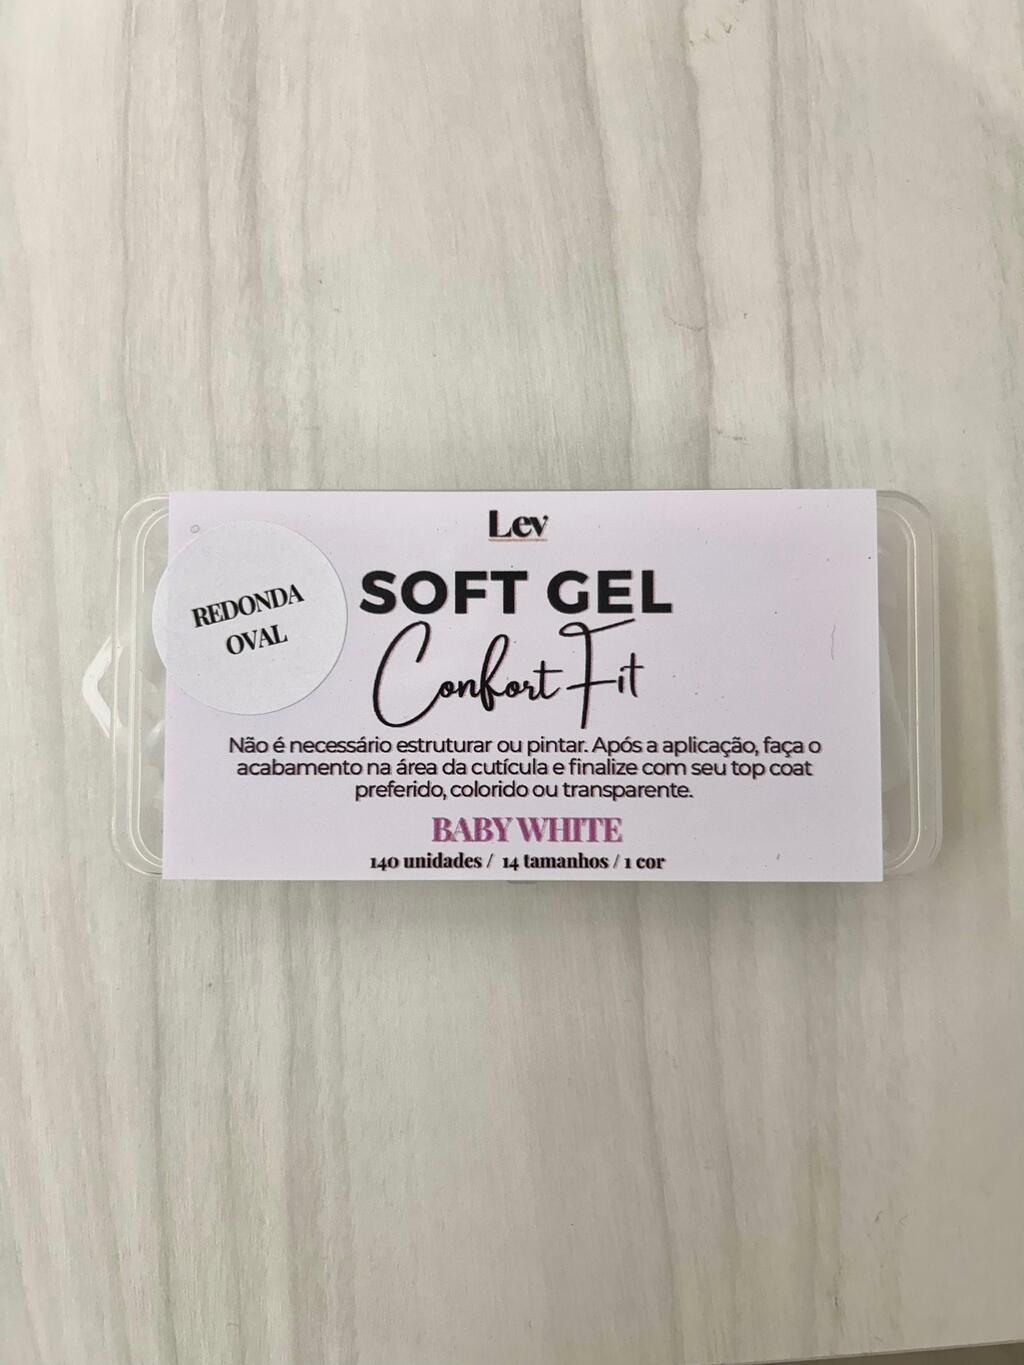 Lev
REDONDA
OVAL
SOFT GEL
Confort Fit
Não é necessário estruturar ou pintar. Após a aplicação, faça o
acabamento na área da cutícula e finalize com seu top coat
preferido, colorido ou transparente.
BABY WHITE
140 unidades / 14 tamanhos / 1 cor